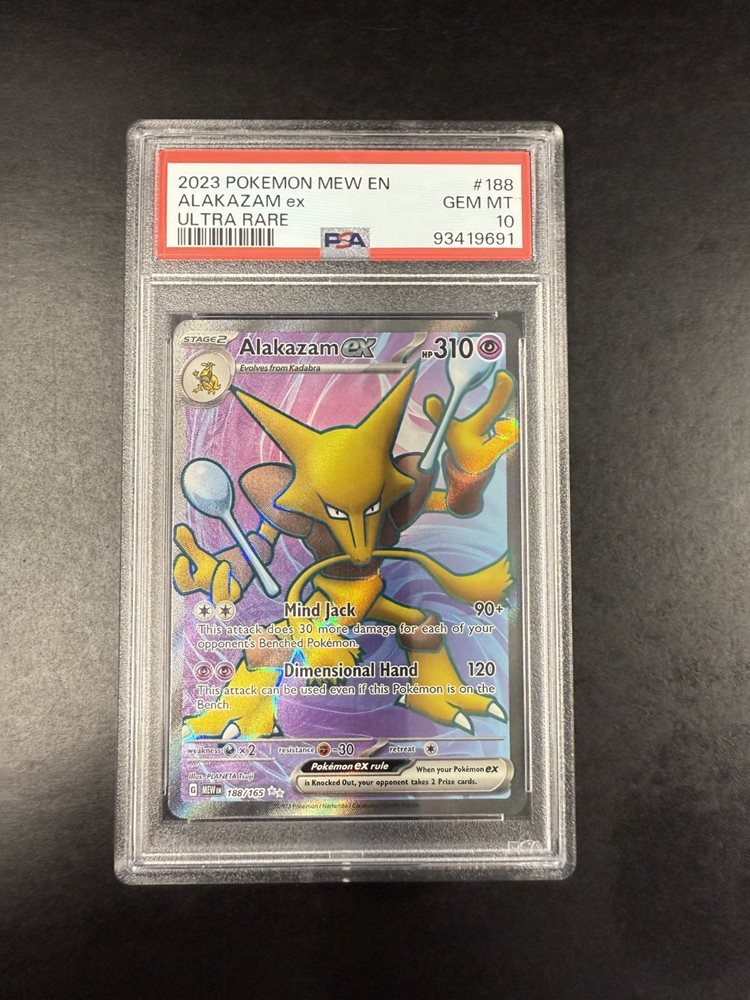 2023 POKEMON MEW EN #188
ALAKAZAM ex GEM MT
ULTRA RARE 10
PSA 93419691
STAGE2 Alakazam ex HP 310
Evolves from Kadabra
Mind Jack 90+
This attack does 30 more damage for each of your
opponent's Benched Pokémon.
Dimensional Hand 120
This attack can be used even if this Pokémon is on the
Bench.
weakness ×2 resistance -30 retreat
Pokémon ex rule When your Pokémon ex
is Knocked Out, your opponent takes 2 Prize cards.
Illus. PLANETA Tsuji
G MEW EN 188/165
Pokémon / Nintendo /